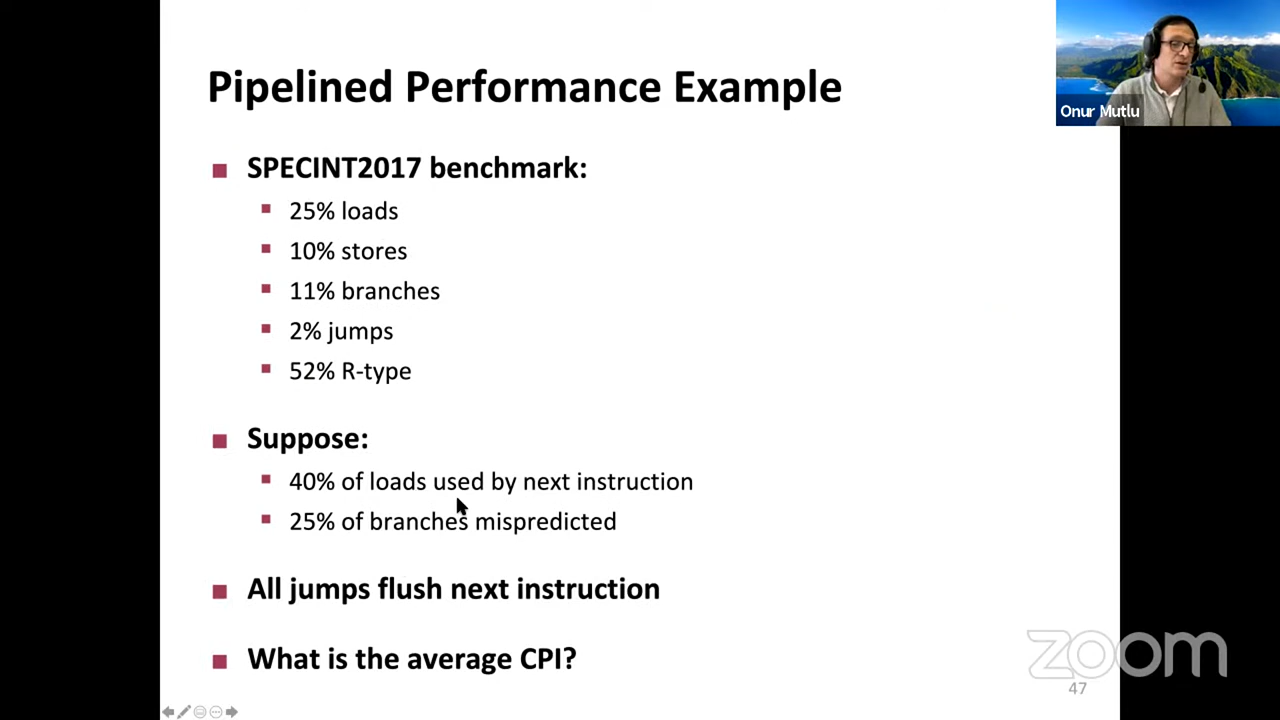 Pipelined Performance Example
Onur Mutlu
SPECINT2017 benchmark:
25% loads
10% stores
11% branches
2% jumps
52% R-type
Suppose:
40% of loads used by next instruction
25% of branches mispredicted
All jumps flush next instruction
What is the average CPI?
zoom
47